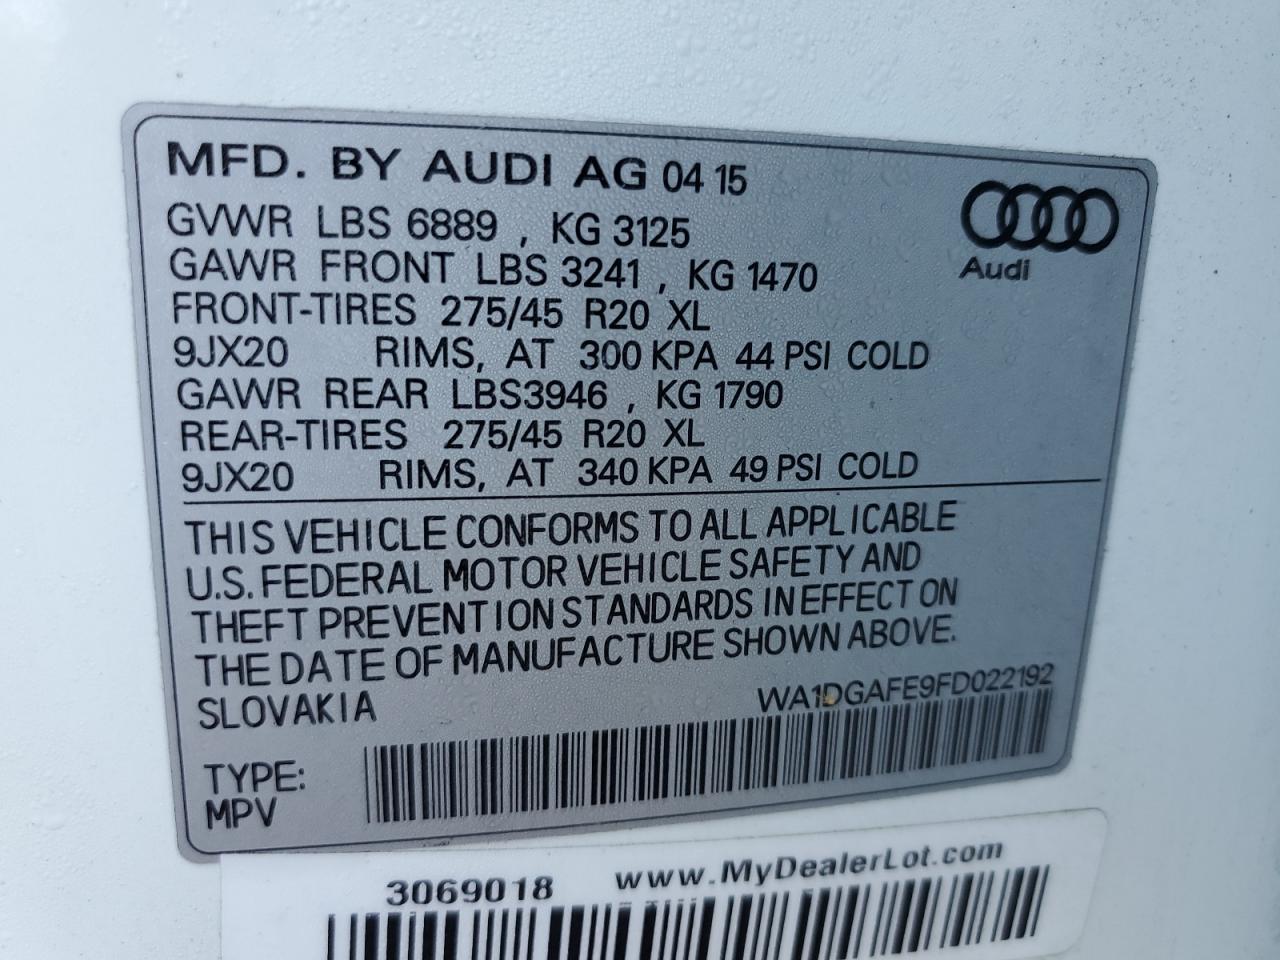 MFD. BY AUDI AG 04 15
GVWR LBS 6889 , KG 3125
GAWR FRONT LBS 3241 , KG 1470
FRONT-TIRES 275/45 R20 XL
9JX20 RIMS, AT 300 KPA 44 PSI COLD
GAWR REAR LBS3946 , KG 1790
REAR-TIRES 275/45 R20 XL
9JX20 RIMS, AT 340 KPA 49 PSI COLD
Audi
THIS VEHICLE CONFORMS TO ALL APPLICABLE
U.S. FEDERAL MOTOR VEHICLE SAFETY AND
THEFT PREVENTION STANDARDS IN EFFECT ON
THE DATE OF MANUFACTURE SHOWN ABOVE.
SLOVAKIA WA1DGAFE9FD022192
TYPE:
MPV
3069018 www.MyDealerLot.com